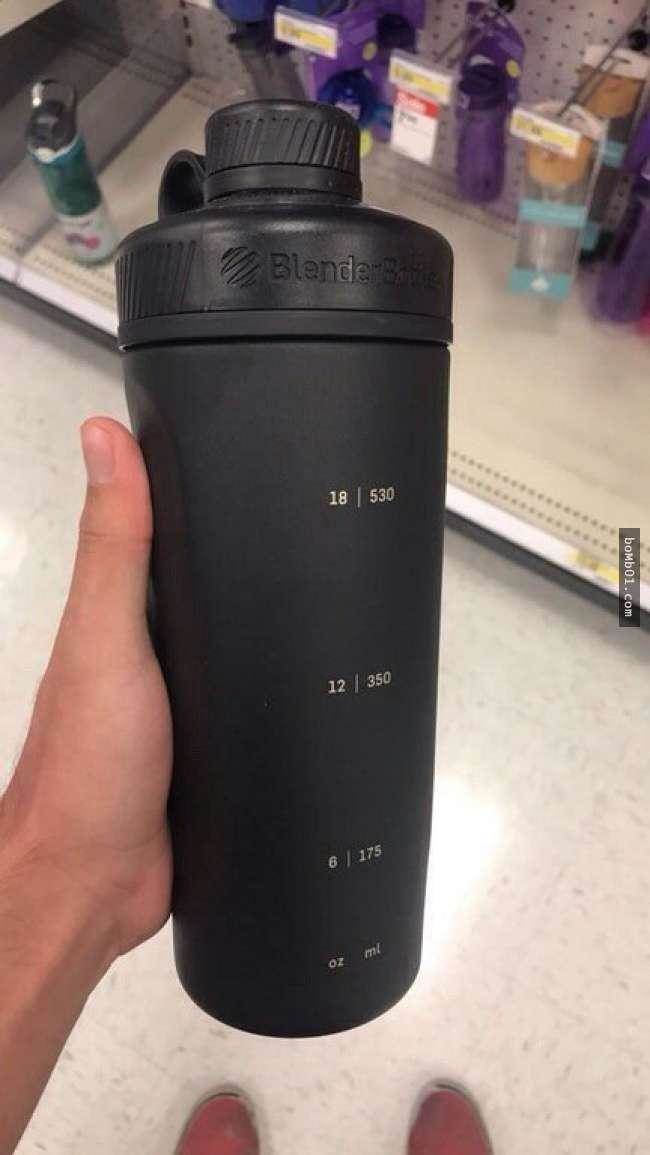 BlenderBottle
18 | 530
12 | 350
6 | 175
oz ml
boMb01.com